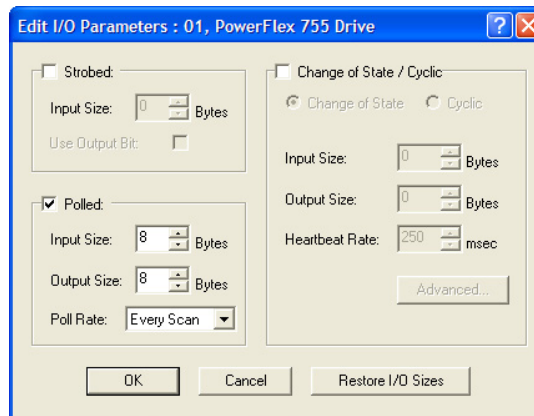 Edit I/O Parameters : 01, PowerFlex 755 Drive
Strobed:
Input Size: 0 Bytes
Use Output Bit:
Polled:
Input Size: 8 Bytes
Output Size: 8 Bytes
Poll Rate: Every Scan
Change of State / Cyclic
Change of State Cyclic
Input Size: 0 Bytes
Output Size: 0 Bytes
Heartbeat Rate: 250 msec
Advanced...
OK Cancel Restore I/O Sizes